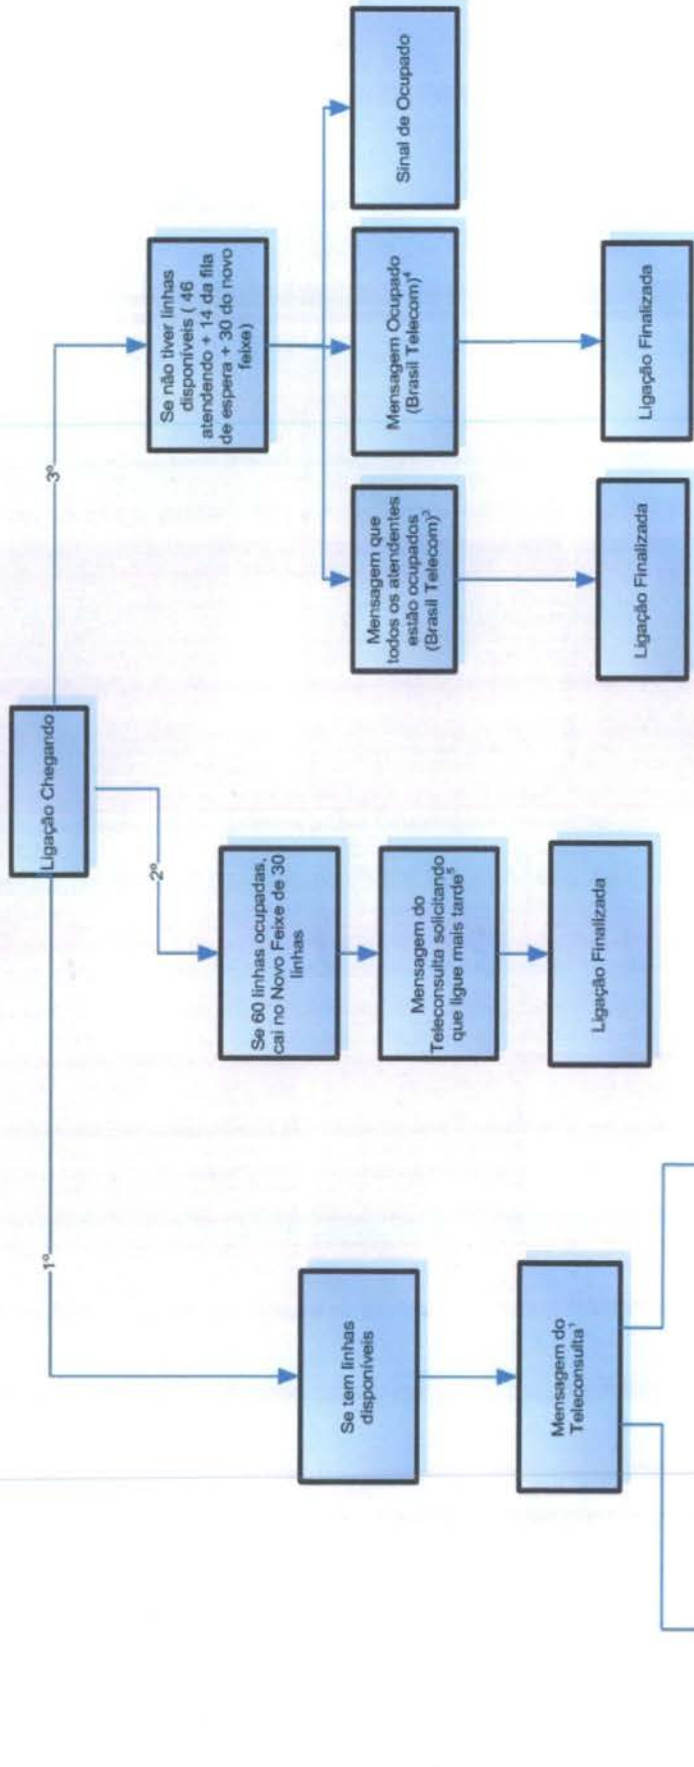 Ligação Chegando
1º
2º
3º
Se tem linhas
disponíveis
Mensagem do
Teleconsulta¹
Se 60 linhas ocupadas,
cai no Novo Feixe de 30
linhas
Mensagem do
Teleconsulta solicitando
que ligue mais tarde⁵
Ligação Finalizada
Se não tiver linhas
disponíveis ( 46
atendendo + 14 da fila
de espera + 30 do novo
feixe)
Mensagem que
todos os atendentes
estão ocupados
(Brasil Telecom)³
Ligação Finalizada
Mensagem Ocupado
(Brasil Telecom)⁴
Ligação Finalizada
Sinal de Ocupado